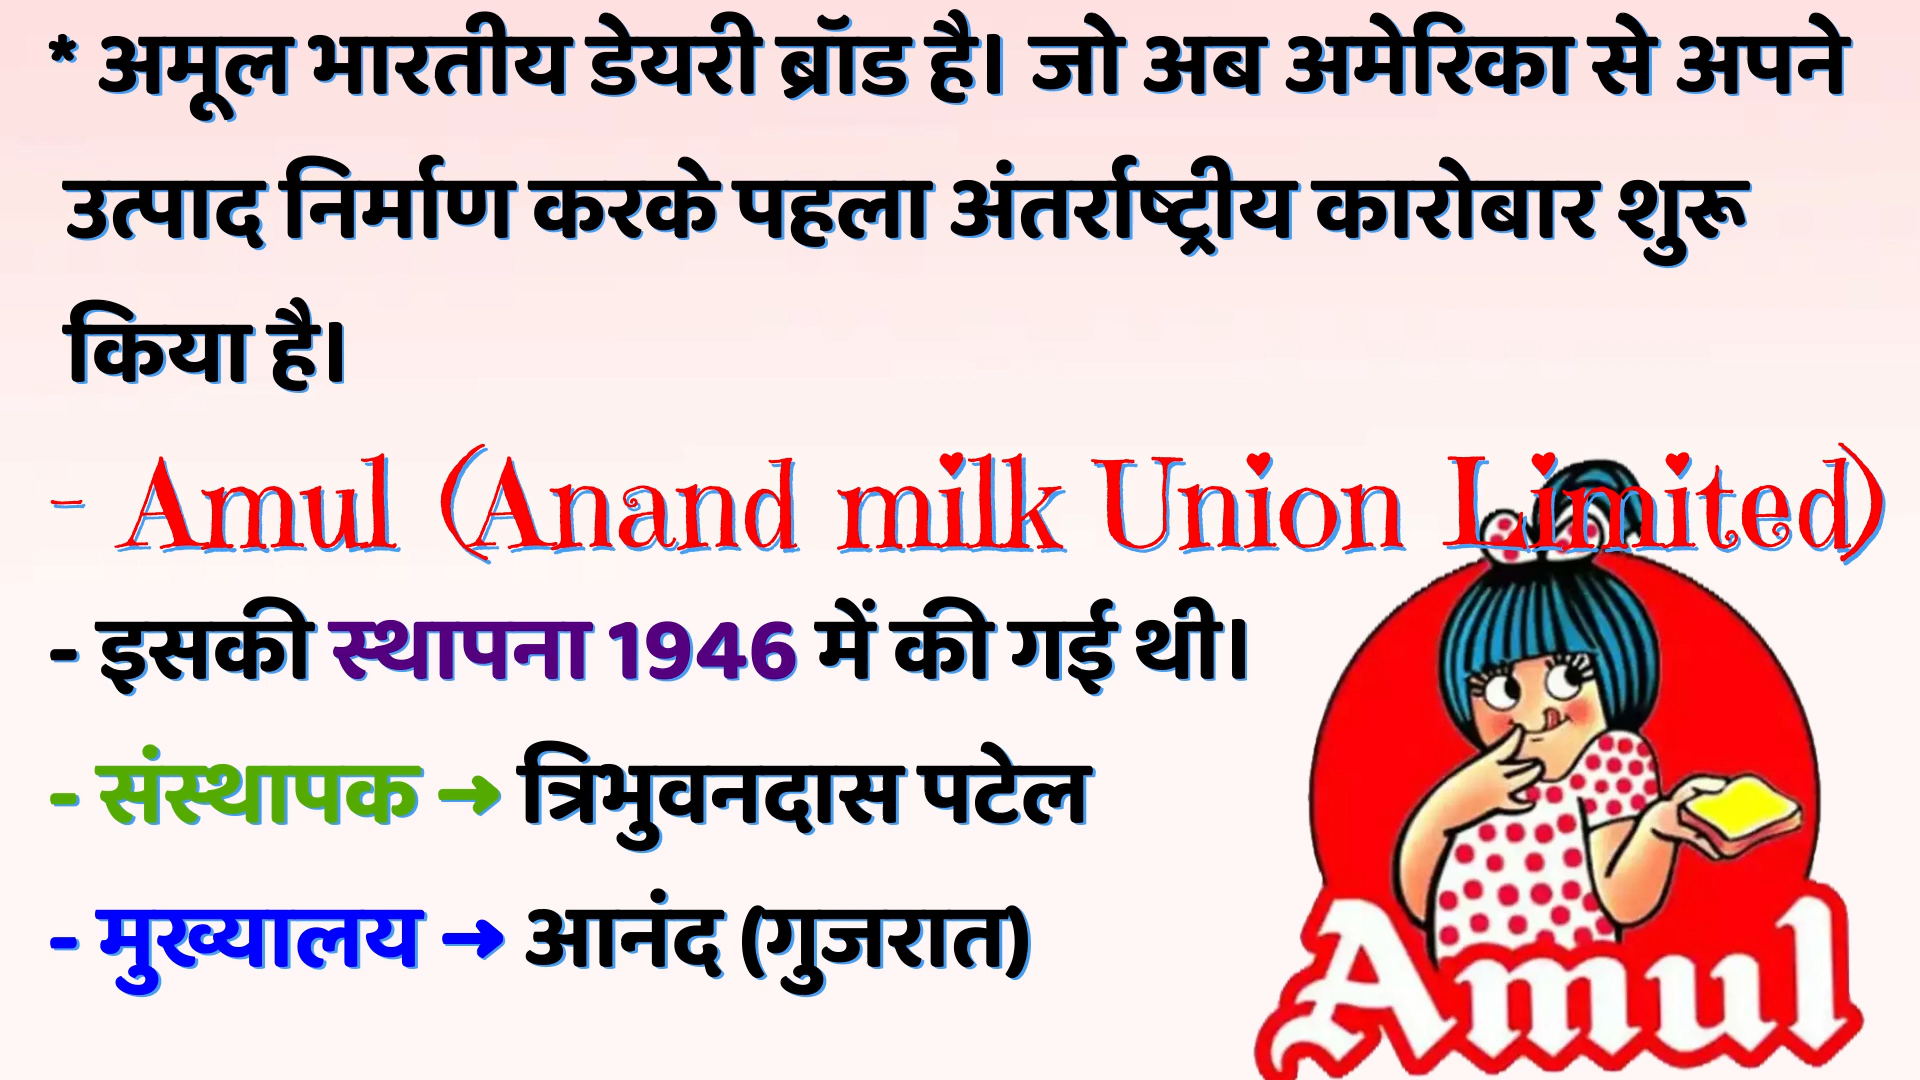 * अमूल भारतीय डेयरी ब्रॉड है। जो अब अमेरिका से अपने
उत्पाद निर्माण करके पहला अंतर्राष्ट्रीय कारोबार शुरू
किया है।
- Amul (Anand milk Union Limited)
- इसकी स्थापना 1946 में की गई थी।
- संस्थापक → त्रिभुवनदास पटेल
- मुख्यालय → आनंद (गुजरात)
Amul